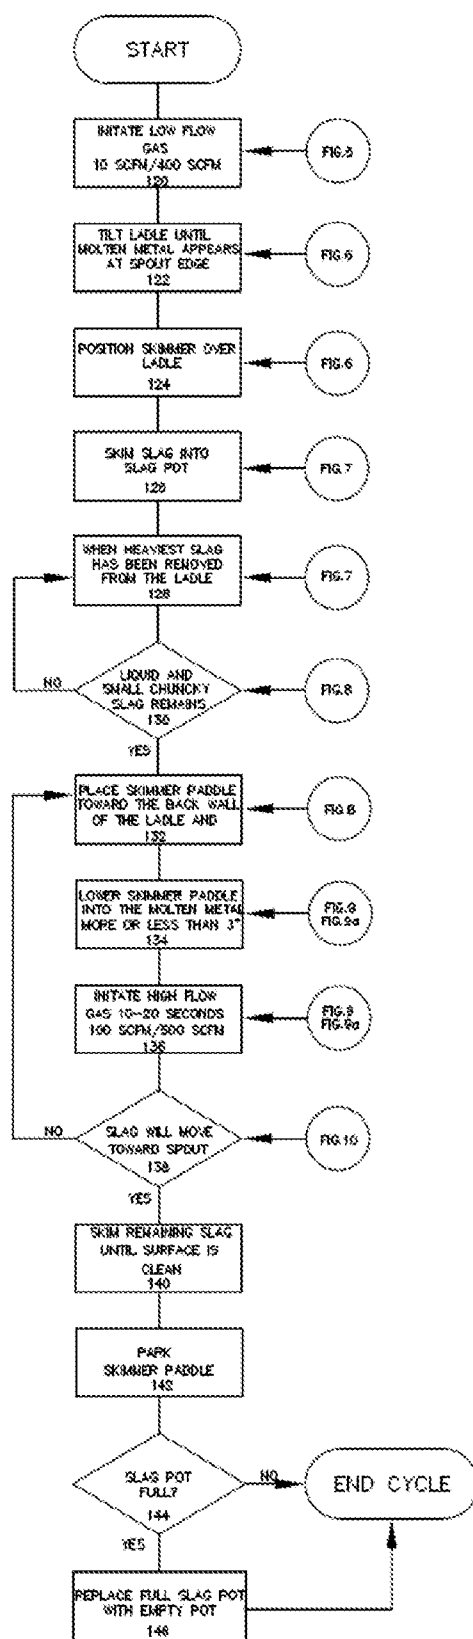 START
INITATE LOW FLOW
GAS
10 SCFM/400 SCFM
120
FIG.5
TILT LADLE UNTIL
MOLTEN METAL APPEARS
AT SPOUT EDGE
122
FIG.6
POSITION SKIMMER OVER
LADLE
124
FIG.6
SKIM SLAG INTO
SLAG POT
126
FIG.7
WHEN HEAVIEST SLAG
HAS BEEN REMOVED
FROM THE LADLE
128
FIG.7
LIQUID AND
SMALL CHUNCKY
SLAG REMAINS
130
FIG.8
NO
YES
PLACE SKIMMER PADDLE
TOWARD THE BACK WALL
OF THE LADLE AND
132
FIG.8
LOWER SKIMMER PADDLE
INTO THE MOLTEN METAL
MORE OR LESS THAN 3"
134
FIG.9
FIG.9a
INITATE HIGH FLOW
GAS 10-20 SECONDS
100 SCFM/500 SCFM
136
FIG.9
FIG.9a
NO
SLAG WILL MOVE
TOWARD SPOUT
138
FIG.10
YES
SKIM REMAINING SLAG
UNTIL SURFACE IS
CLEAN
140
PARK
SKIMMER PADDLE
142
SLAG POT
FULL?
144
NO
END CYCLE
YES
REPLACE FULL SLAG POT
WITH EMPTY POT
146